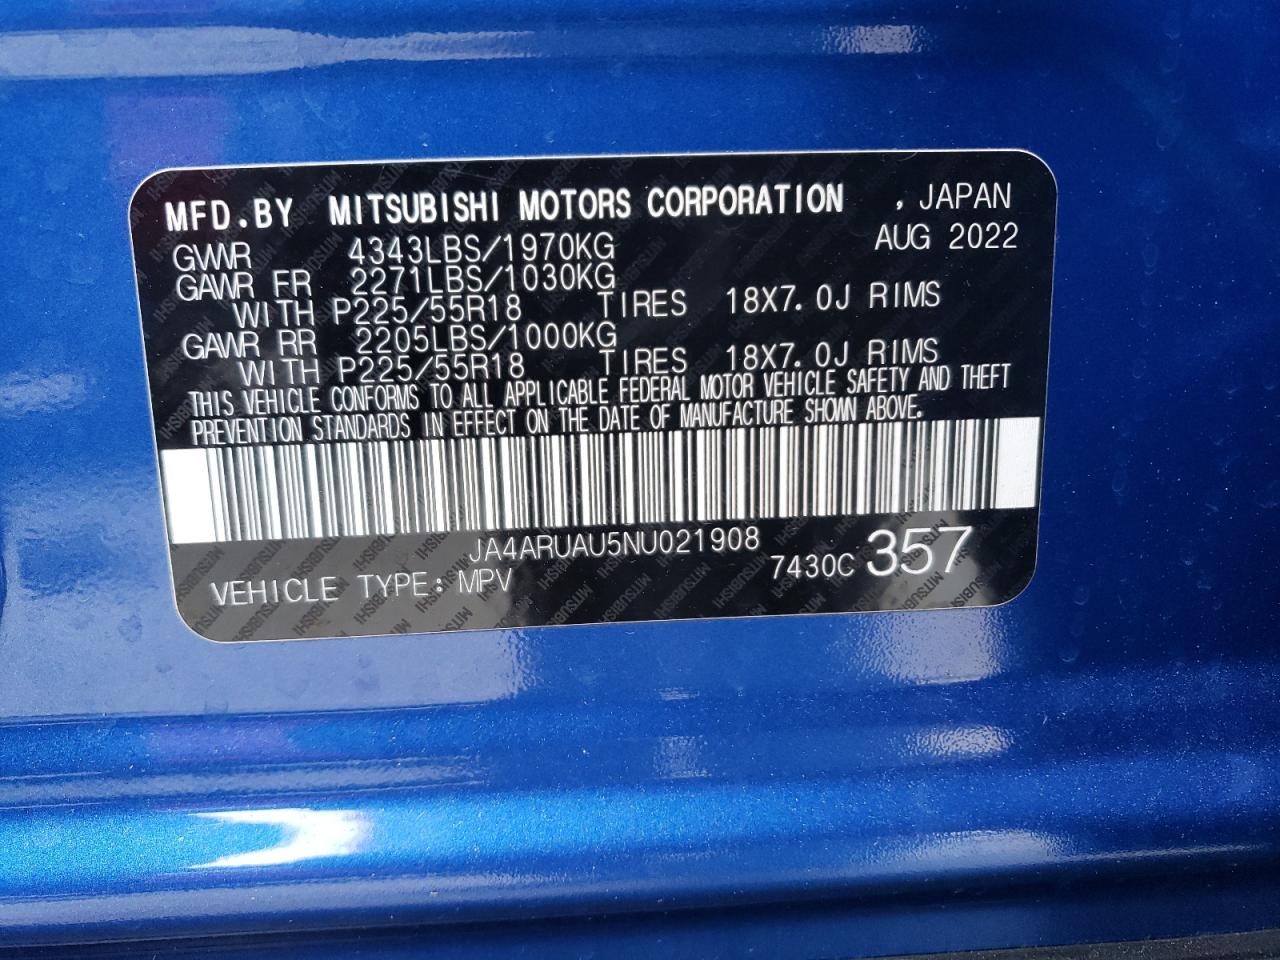 MFD.BY MITSUBISHI MOTORS CORPORATION , JAPAN
GVWR 4343LBS/1970KG AUG 2022
GAWR FR 2271LBS/1030KG
WITH P225/55R18 TIRES 18X7.0J RIMS
GAWR RR 2205LBS/1000KG
WITH P225/55R18 TIRES 18X7.0J RIMS
THIS VEHICLE CONFORMS TO ALL APPLICABLE FEDERAL MOTOR VEHICLE SAFETY AND THEFT
PREVENTION STANDARDS IN EFFECT ON THE DATE OF MANUFACTURE SHOWN ABOVE.
JA4ARUAU5NU021908
VEHICLE TYPE: MPV 7430C 357